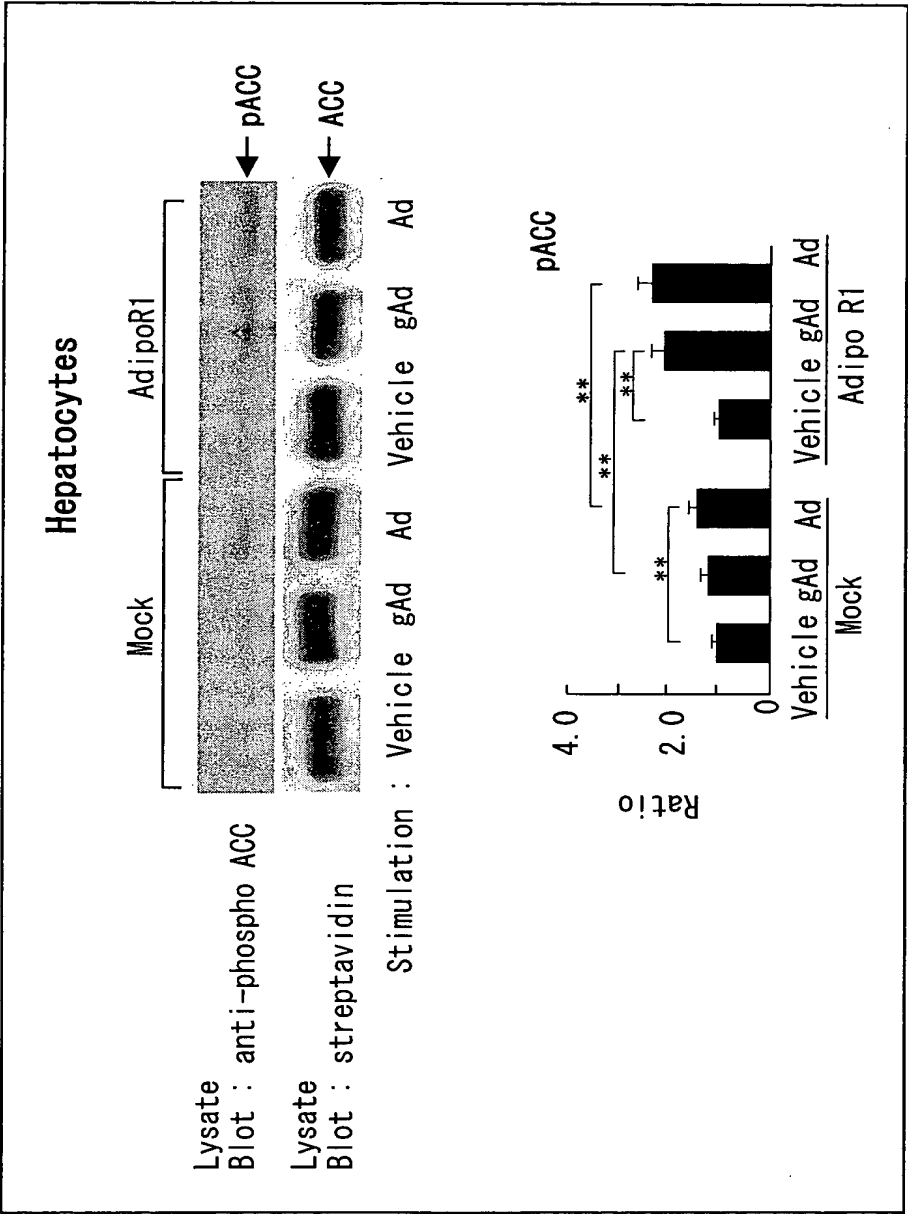 Hepatocytes
Mock AdipoR1
Lysate
Blot : anti-phospho ACC
← pACC
Lysate
Blot : streptavidin
← ACC
Stimulation : Vehicle gAd Ad Vehicle gAd Ad
pACC
Ratio
4.0
2.0
0
**
**
**
**
Vehicle gAd Ad Vehicle gAd Ad
Mock Adipo R1